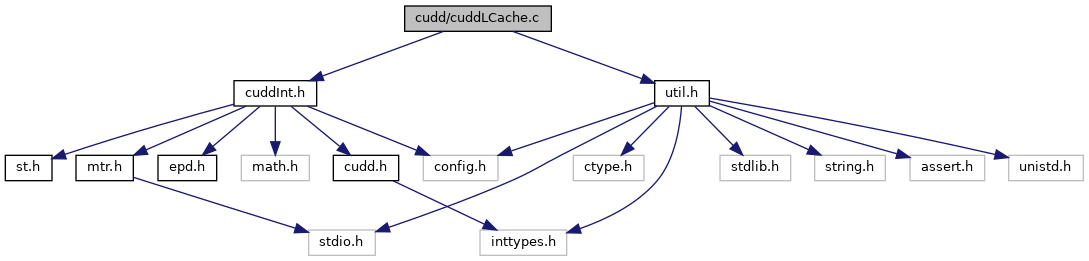 cudd/cuddLCache.c
cuddInt.h
util.h
st.h
mtr.h
epd.h
math.h
cudd.h
config.h
ctype.h
stdlib.h
string.h
assert.h
unistd.h
stdio.h
inttypes.h